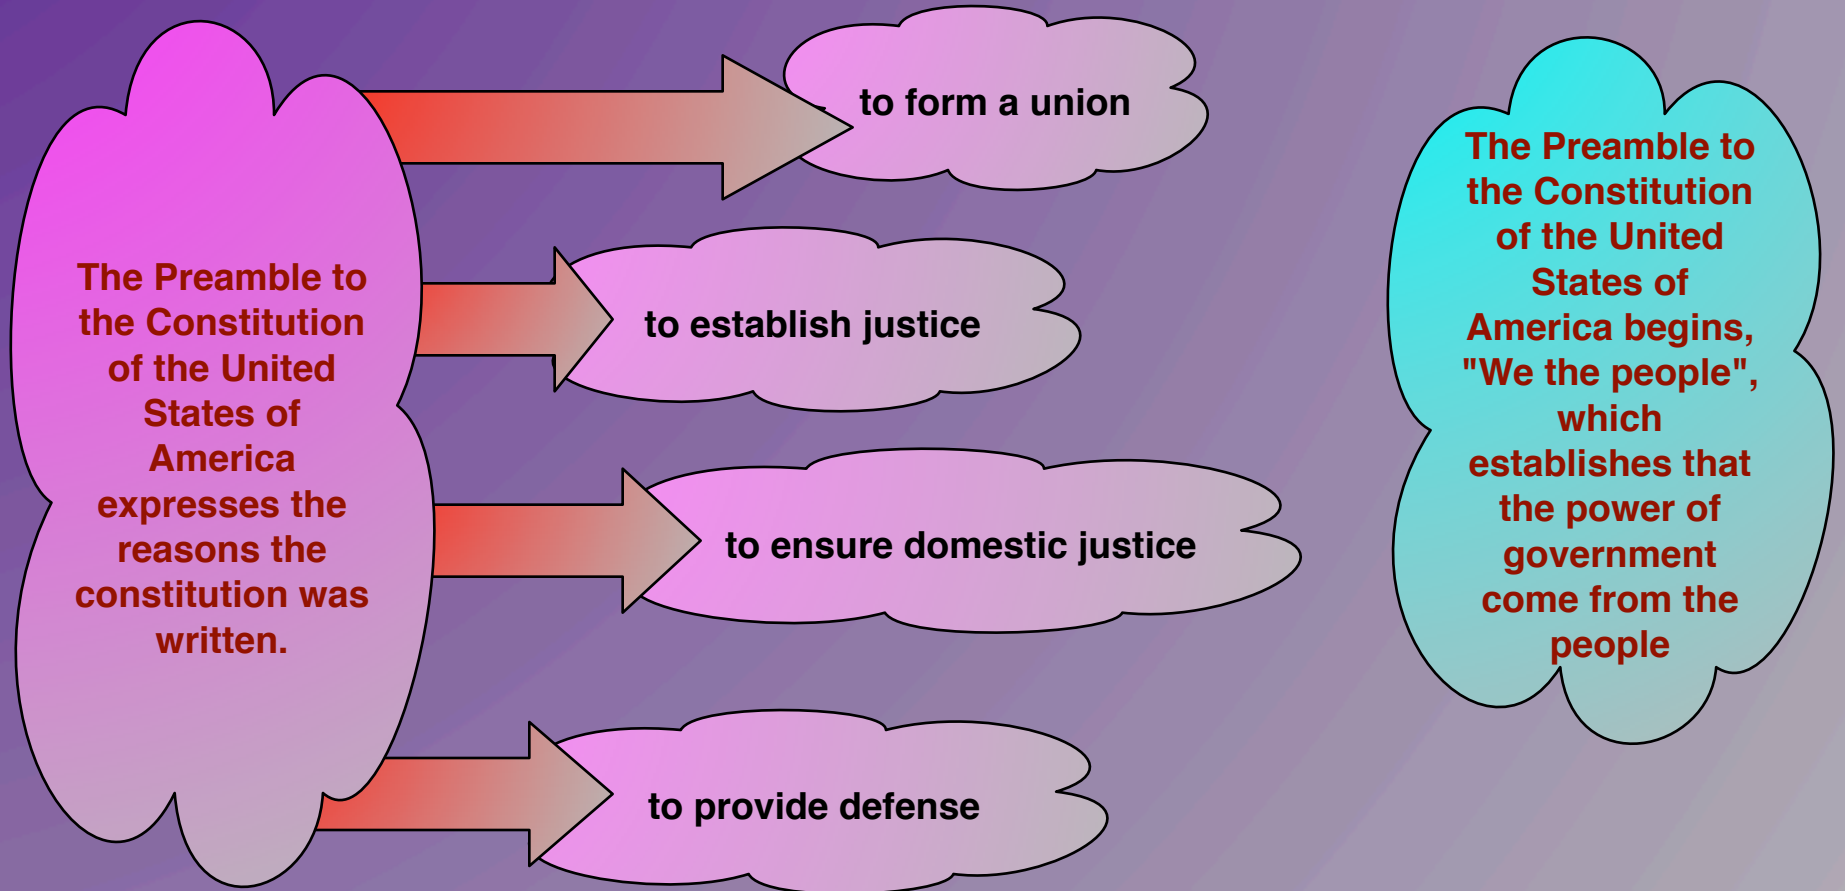 The Preamble to
the Constitution
of the United
States of
America
expresses the
reasons the
constitution was
written.
to form a union
to establish justice
to ensure domestic justice
to provide defense
The Preamble to
the Constitution
of the United
States of
America begins,
"We the people",
which
establishes that
the power of
government
come from the
people